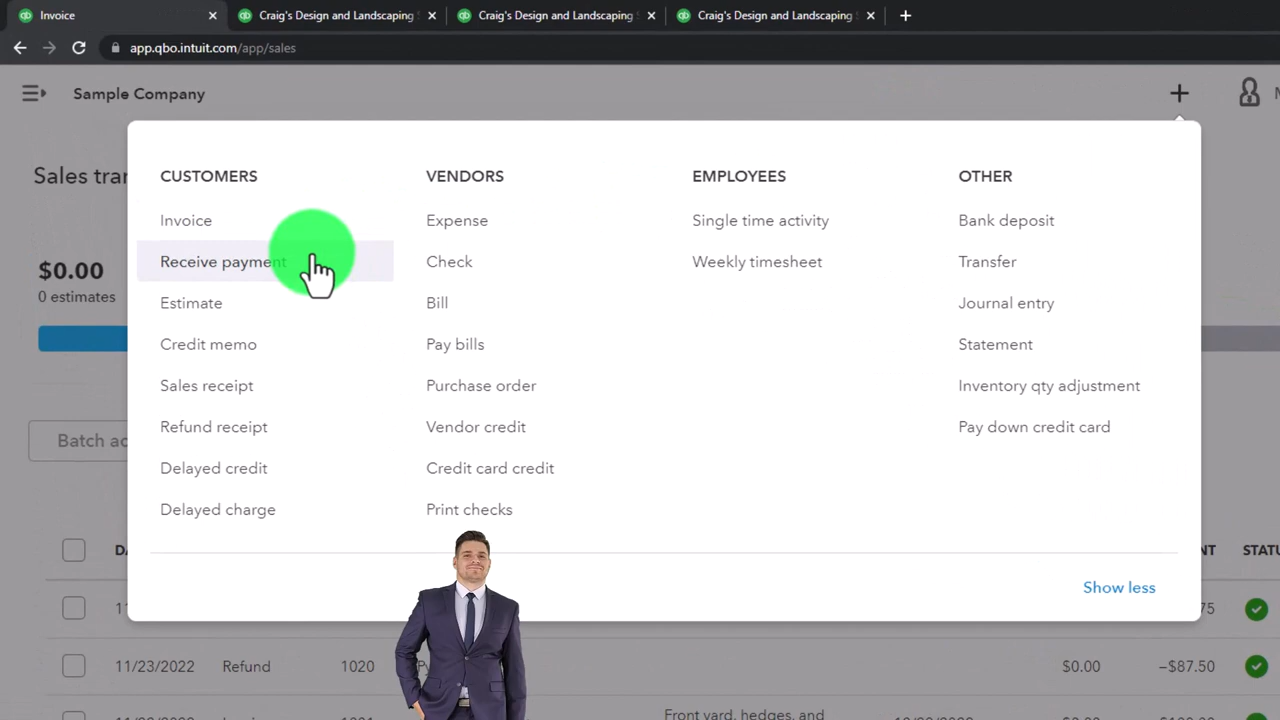 Invoice
Craig's Design and Landscaping
Craig's Design and Landscaping
Craig's Design and Landscaping
app.qbo.intuit.com/app/sales
Sample Company
Sales tran
$0.00
0 estimates
Batch ac
CUSTOMERS
Invoice
Receive payment
Estimate
Credit memo
Sales receipt
Refund receipt
Delayed credit
Delayed charge
VENDORS
Expense
Check
Bill
Pay bills
Purchase order
Vendor credit
Credit card credit
Print checks
EMPLOYEES
Single time activity
Weekly timesheet
OTHER
Bank deposit
Transfer
Journal entry
Statement
Inventory qty adjustment
Pay down credit card
Show less
11/23/2022 Refund 1020 $0.00 –$87.50
Front yard, hedges, and